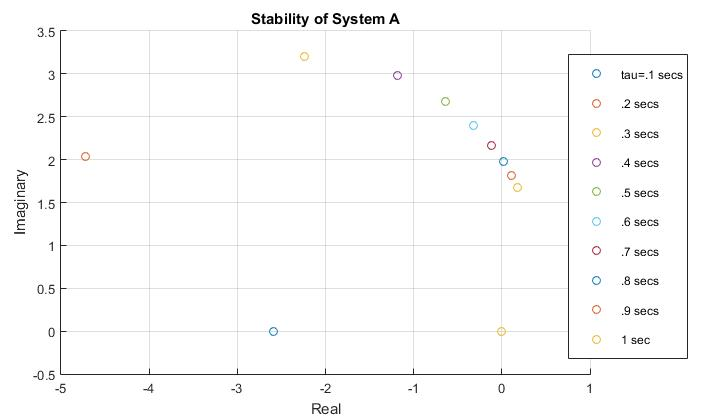 Stability of System A
3.5
3
2.5
2
1.5
1
0.5
0
-0.5
Imaginary
-5 -4 -3 -2 -1 0 1
Real
tau=.1 secs
.2 secs
.3 secs
.4 secs
.5 secs
.6 secs
.7 secs
.8 secs
.9 secs
1 sec